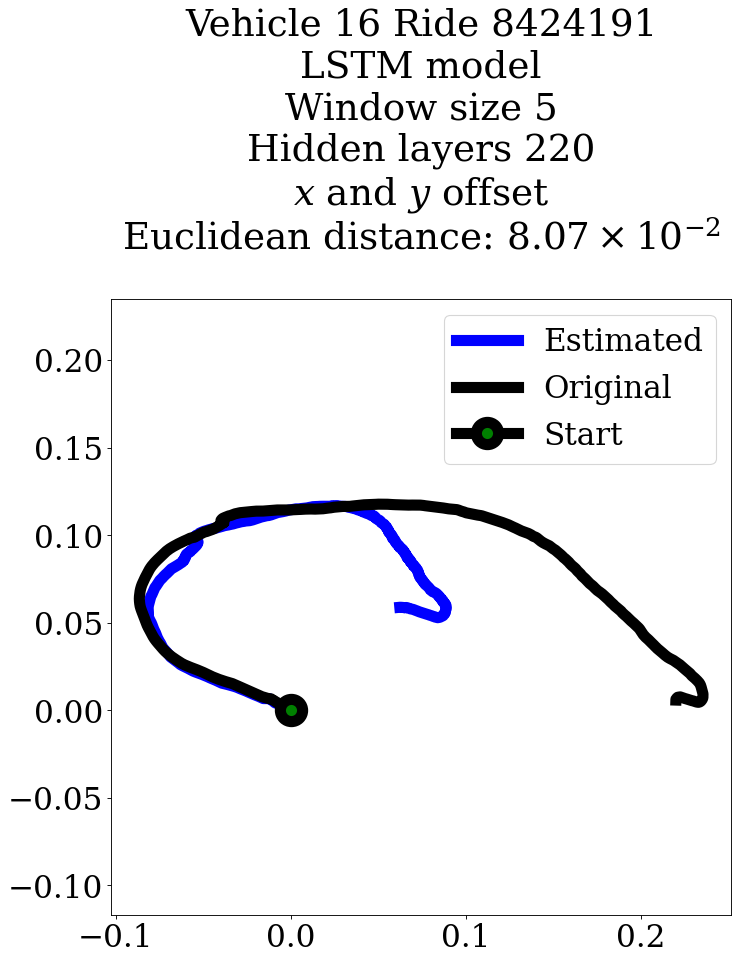 Vehicle 16 Ride 8424191
LSTM model
Window size 5
Hidden layers 220
x and y offset
Euclidean distance: 8.07 × 10⁻²
Estimated
Original
Start
0.20
0.15
0.10
0.05
0.00
−0.05
−0.10
−0.1 0.0 0.1 0.2